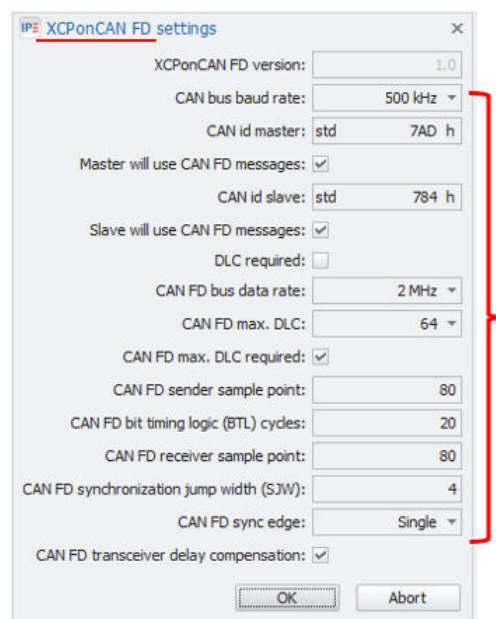 IPE XCPonCAN FD settings
XCPonCAN FD version: 1.0
CAN bus baud rate: 500 kHz
CAN id master: std 7AD h
Master will use CAN FD messages:
CAN id slave: std 784 h
Slave will use CAN FD messages:
DLC required:
CAN FD bus data rate: 2 MHz
CAN FD max. DLC: 64
CAN FD max. DLC required:
CAN FD sender sample point: 80
CAN FD bit timing logic (BTL) cycles: 20
CAN FD receiver sample point: 80
CAN FD synchronization jump width (SJW): 4
CAN FD sync edge: Single
CAN FD transceiver delay compensation:
OK Abort